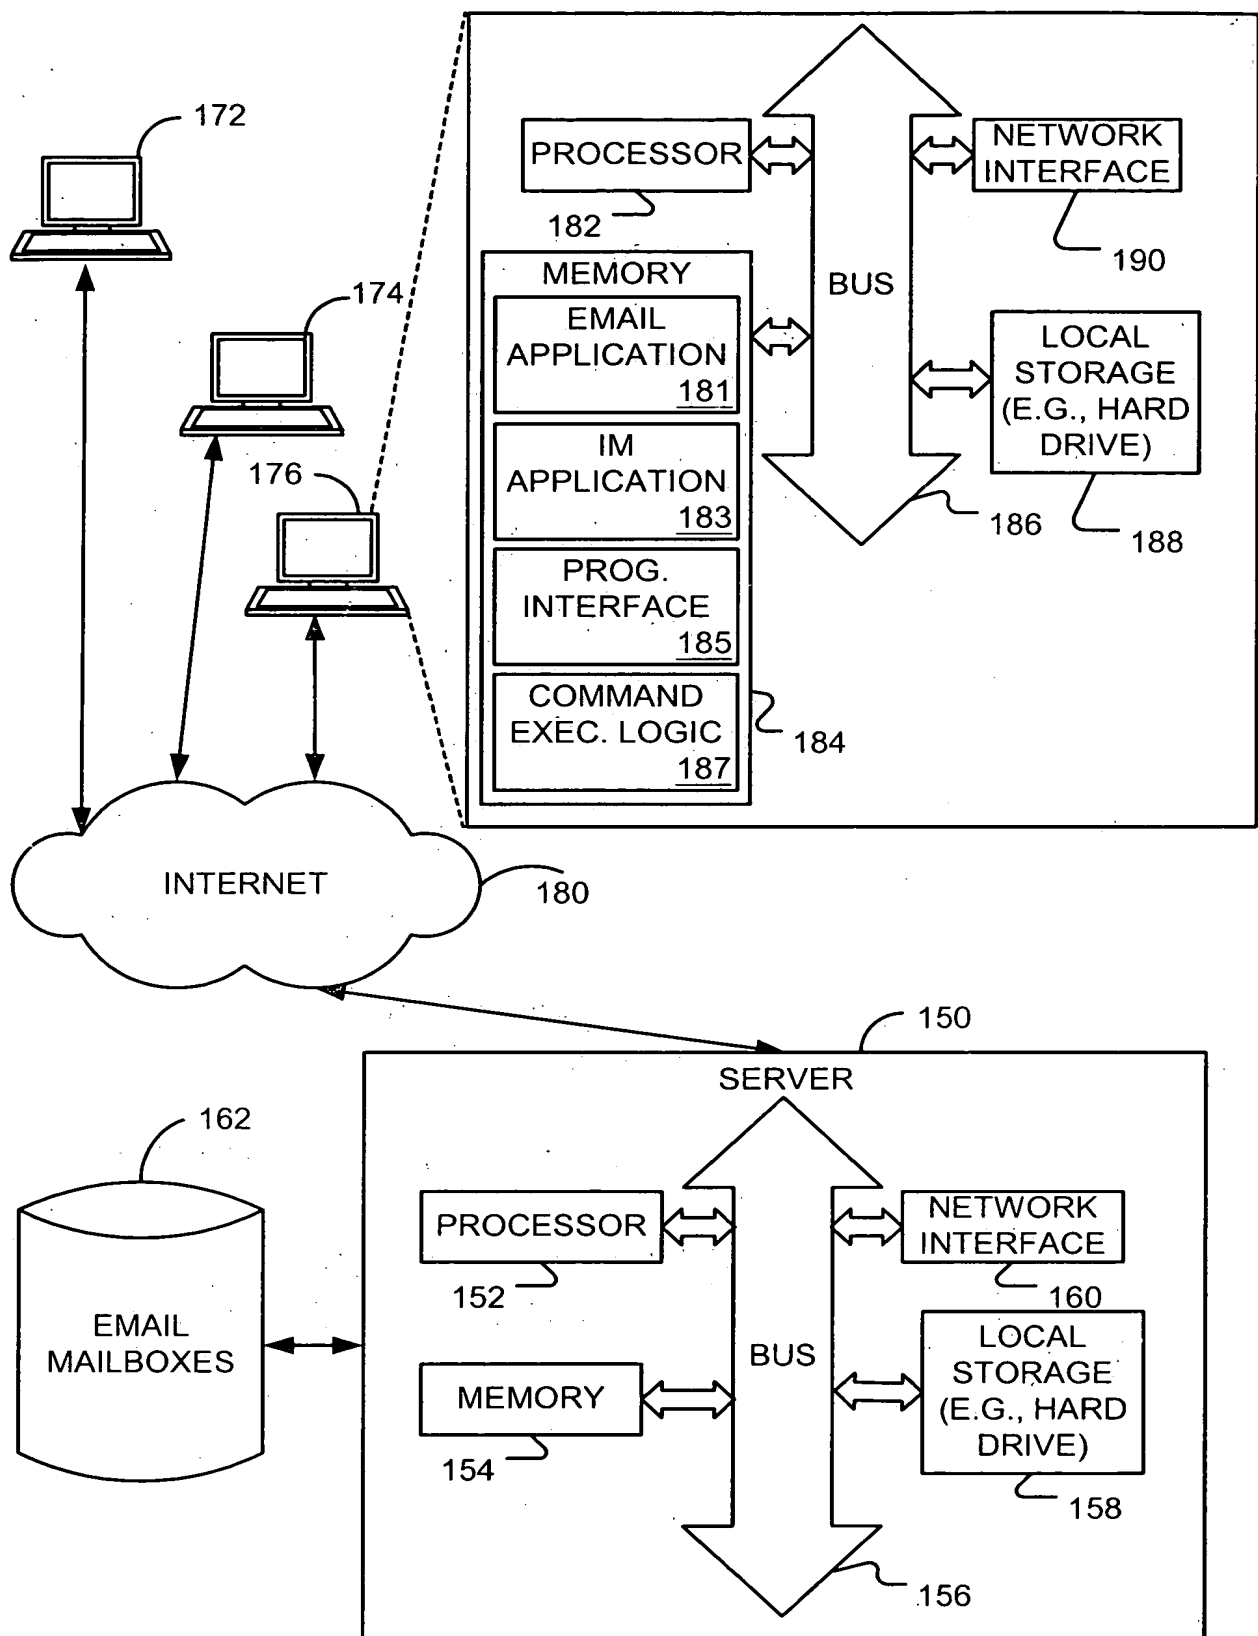 172
174
176
PROCESSOR
182
NETWORK
INTERFACE
190
BUS
186
MEMORY
EMAIL
APPLICATION
181
IM
APPLICATION
183
PROG.
INTERFACE
185
COMMAND
EXEC. LOGIC
187
184
LOCAL
STORAGE
(E.G., HARD
DRIVE)
188
INTERNET
180
150
SERVER
162
EMAIL
MAILBOXES
PROCESSOR
152
MEMORY
154
BUS
156
NETWORK
INTERFACE
160
LOCAL
STORAGE
(E.G., HARD
DRIVE)
158